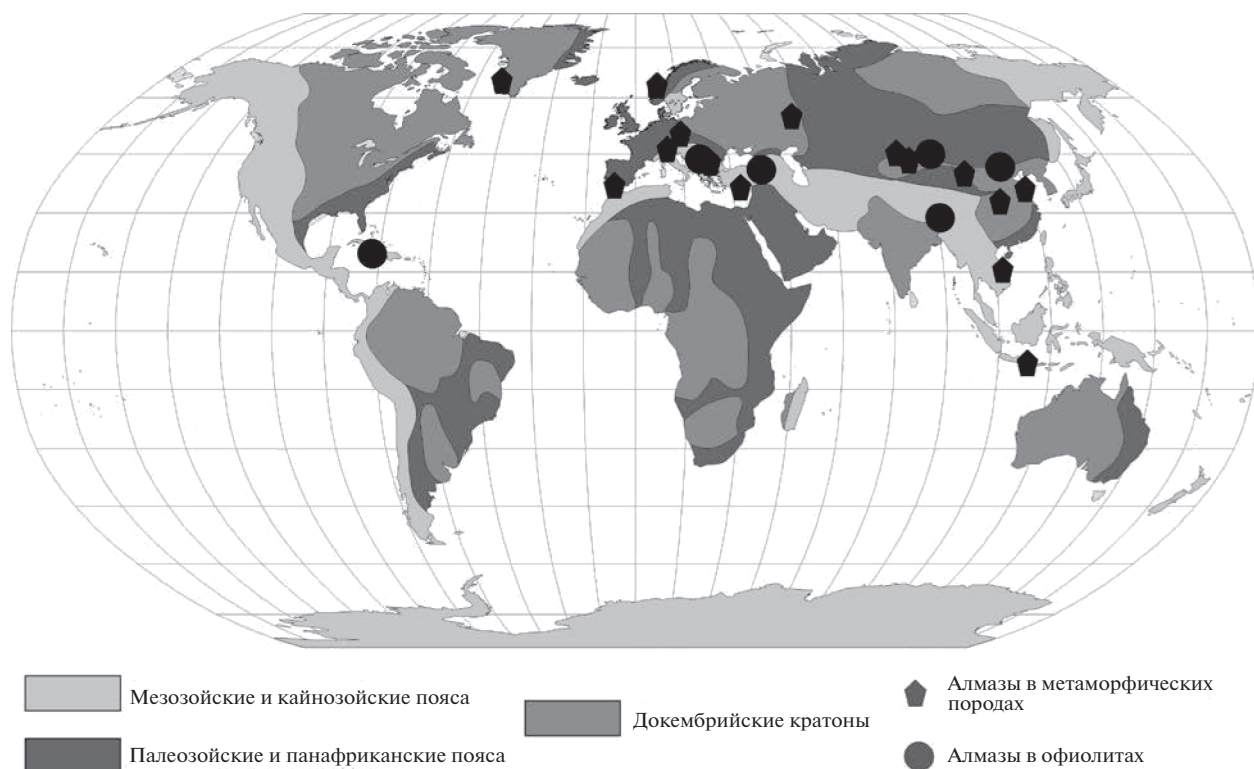 Мезозойские и кайнозойские пояса
Палеозойские и панафриканские пояса
Докембрийские кратоны
Алмазы в метаморфических
породах
Алмазы в офиолитах